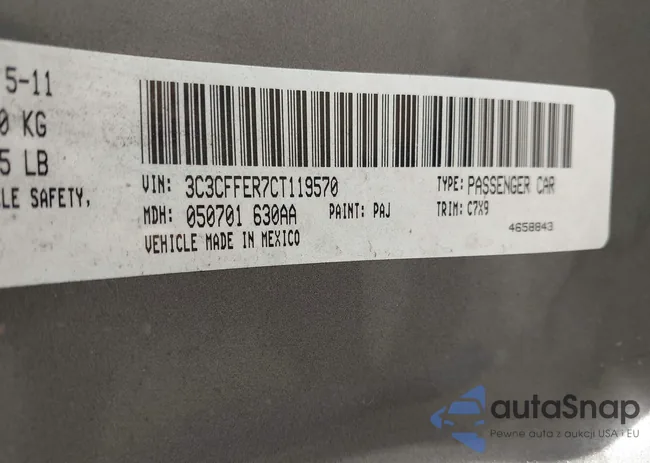 5-11
0 KG
5 LB
LE SAFETY,
VIN: 3C3CFFER7CT119570 TYPE: PASSENGER CAR
MDH: 050701 630AA PAINT: PAJ TRIM: C7X9
VEHICLE MADE IN MEXICO 4658843
autaSnap
Pewne auta z aukcji USA i EU